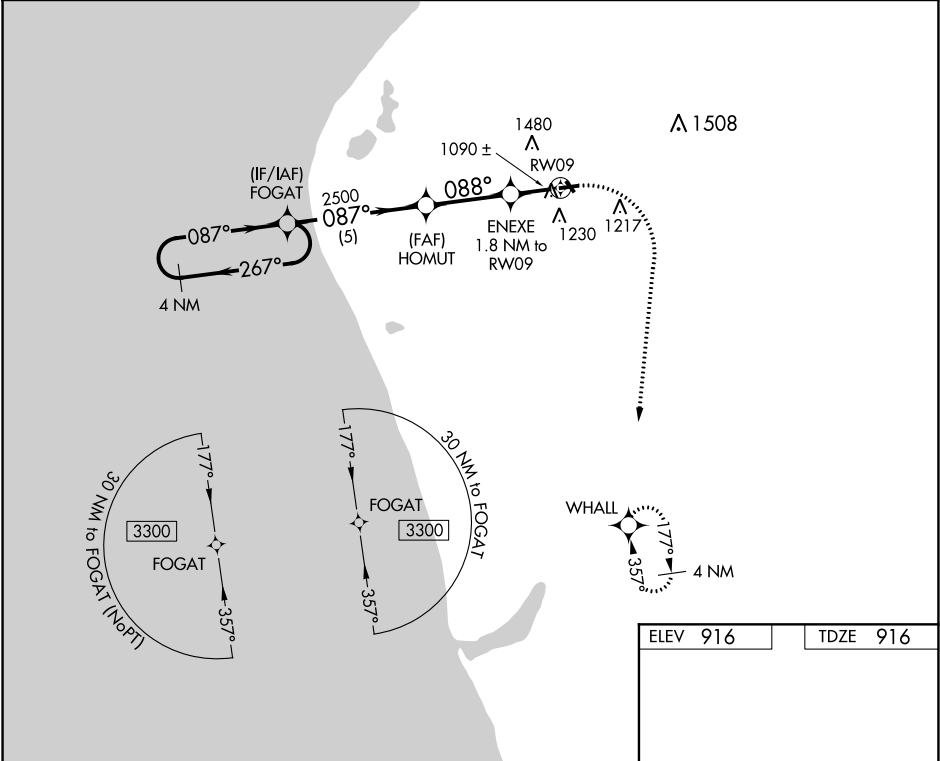 1508
1480
1090 ±
RW09
(IF/IAF)
FOGAT
2500
087°
(5)
088°
087°
267°
4 NM
(FAF)
HOMUT
ENEXE
1.8 NM to
RW09
1230
1217
177°
30 NM to FOGAT (NoPT)
3300
FOGAT
357°
177°
30 NM to FOGAT
FOGAT
3300
357°
WHALL
177°
357°
4 NM
ELEV 916
TDZE 916